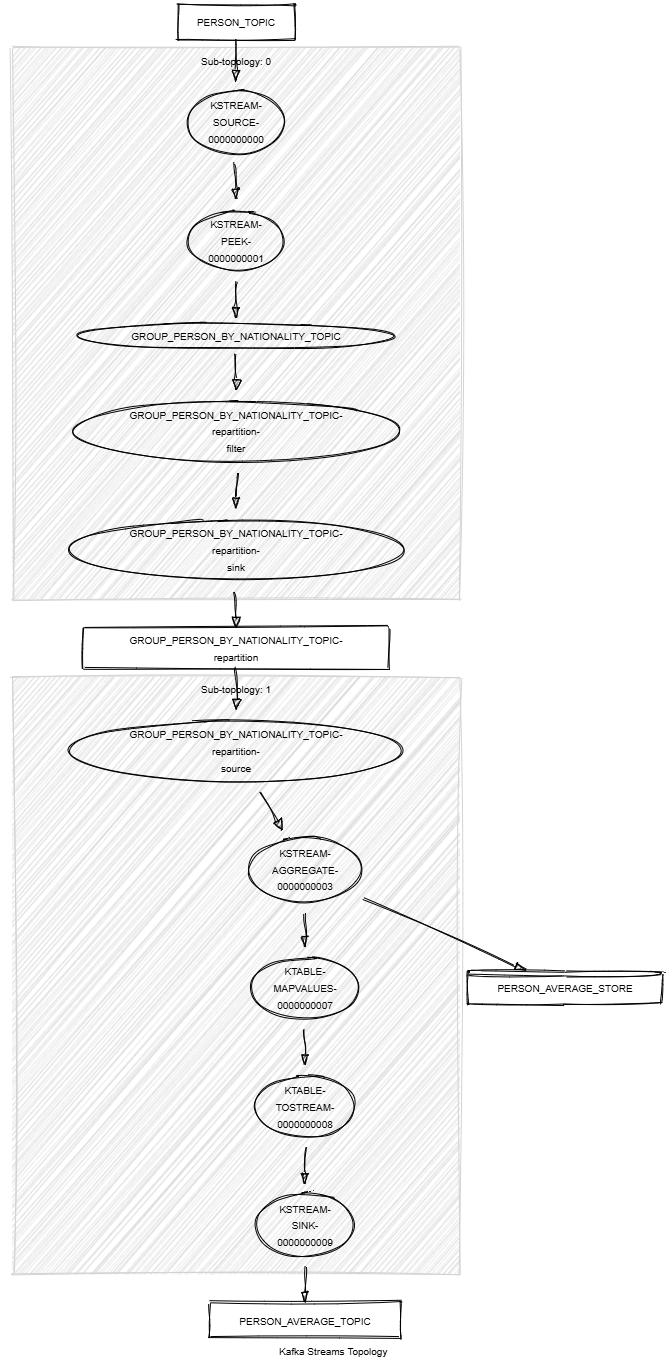 PERSON_TOPIC
Sub-topology: 0
KSTREAM-
SOURCE-
0000000000
KSTREAM-
PEEK-
0000000001
GROUP_PERSON_BY_NATIONALITY_TOPIC
GROUP_PERSON_BY_NATIONALITY_TOPIC-
repartition-
filter
GROUP_PERSON_BY_NATIONALITY_TOPIC-
repartition-
sink
GROUP_PERSON_BY_NATIONALITY_TOPIC-
repartition
Sub-topology: 1
GROUP_PERSON_BY_NATIONALITY_TOPIC-
repartition-
source
KSTREAM-
AGGREGATE-
0000000003
KTABLE-
MAPVALUES-
0000000007
PERSON_AVERAGE_STORE
KTABLE-
TOSTREAM-
0000000008
KSTREAM-
SINK-
0000000009
PERSON_AVERAGE_TOPIC
Kafka Streams Topology